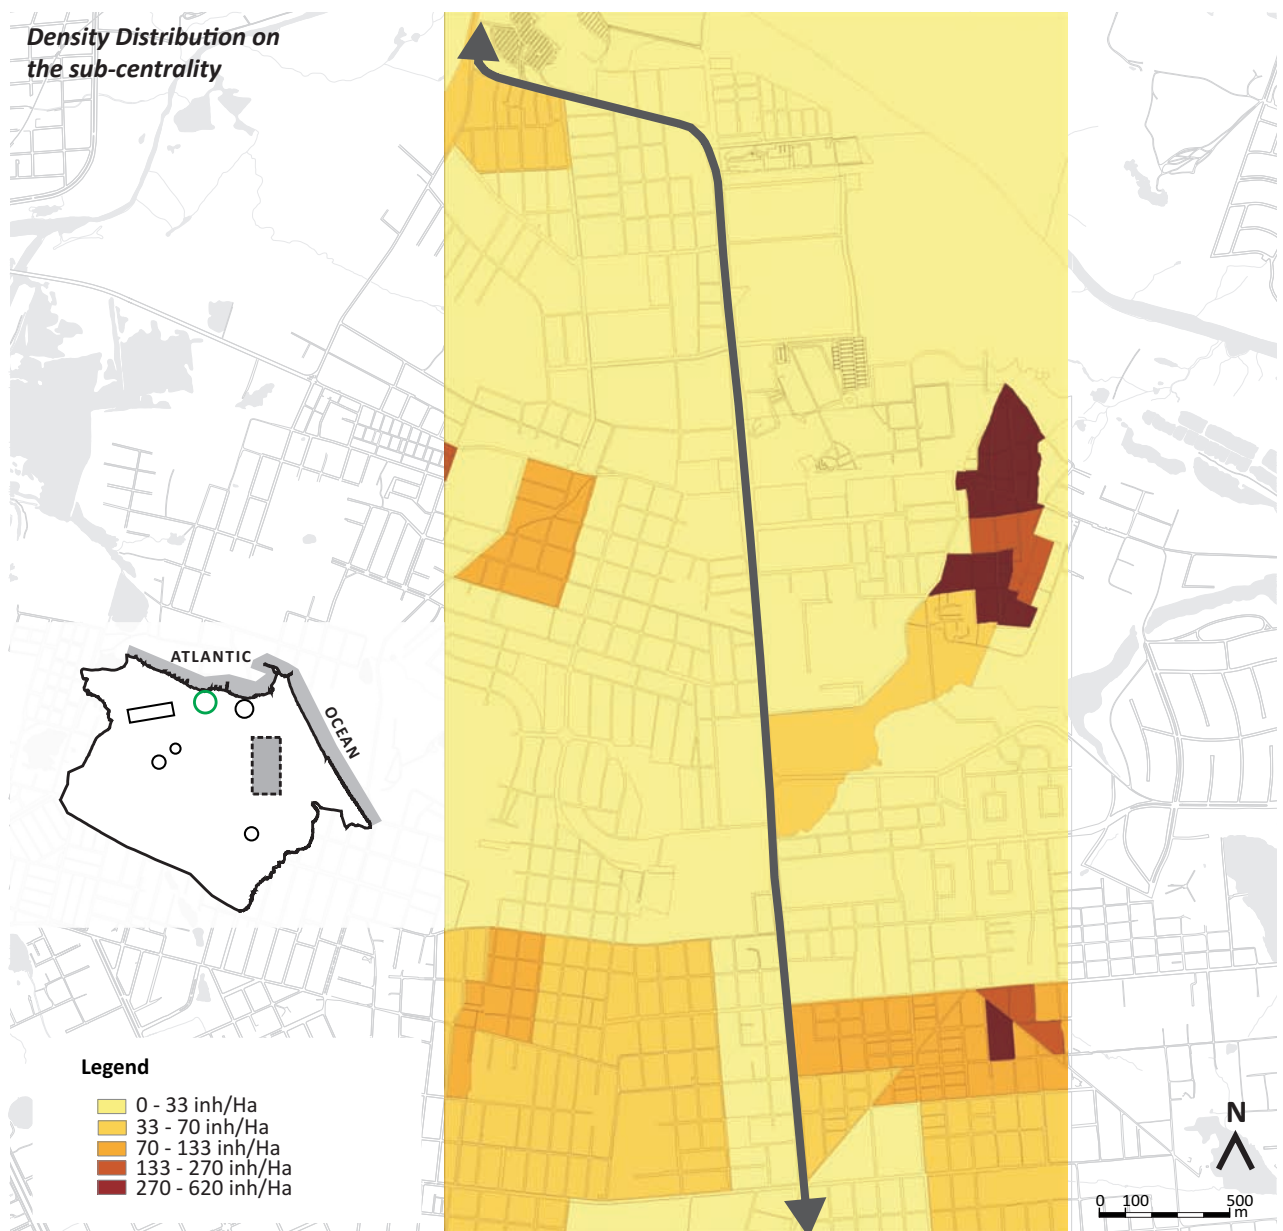 Density Distribution on
the sub-centrality
ATLANTIC
OCEAN
Legend
0 - 33 inh/Ha
33 - 70 inh/Ha
70 - 133 inh/Ha
133 - 270 inh/Ha
270 - 620 inh/Ha
N
0 100 500
m